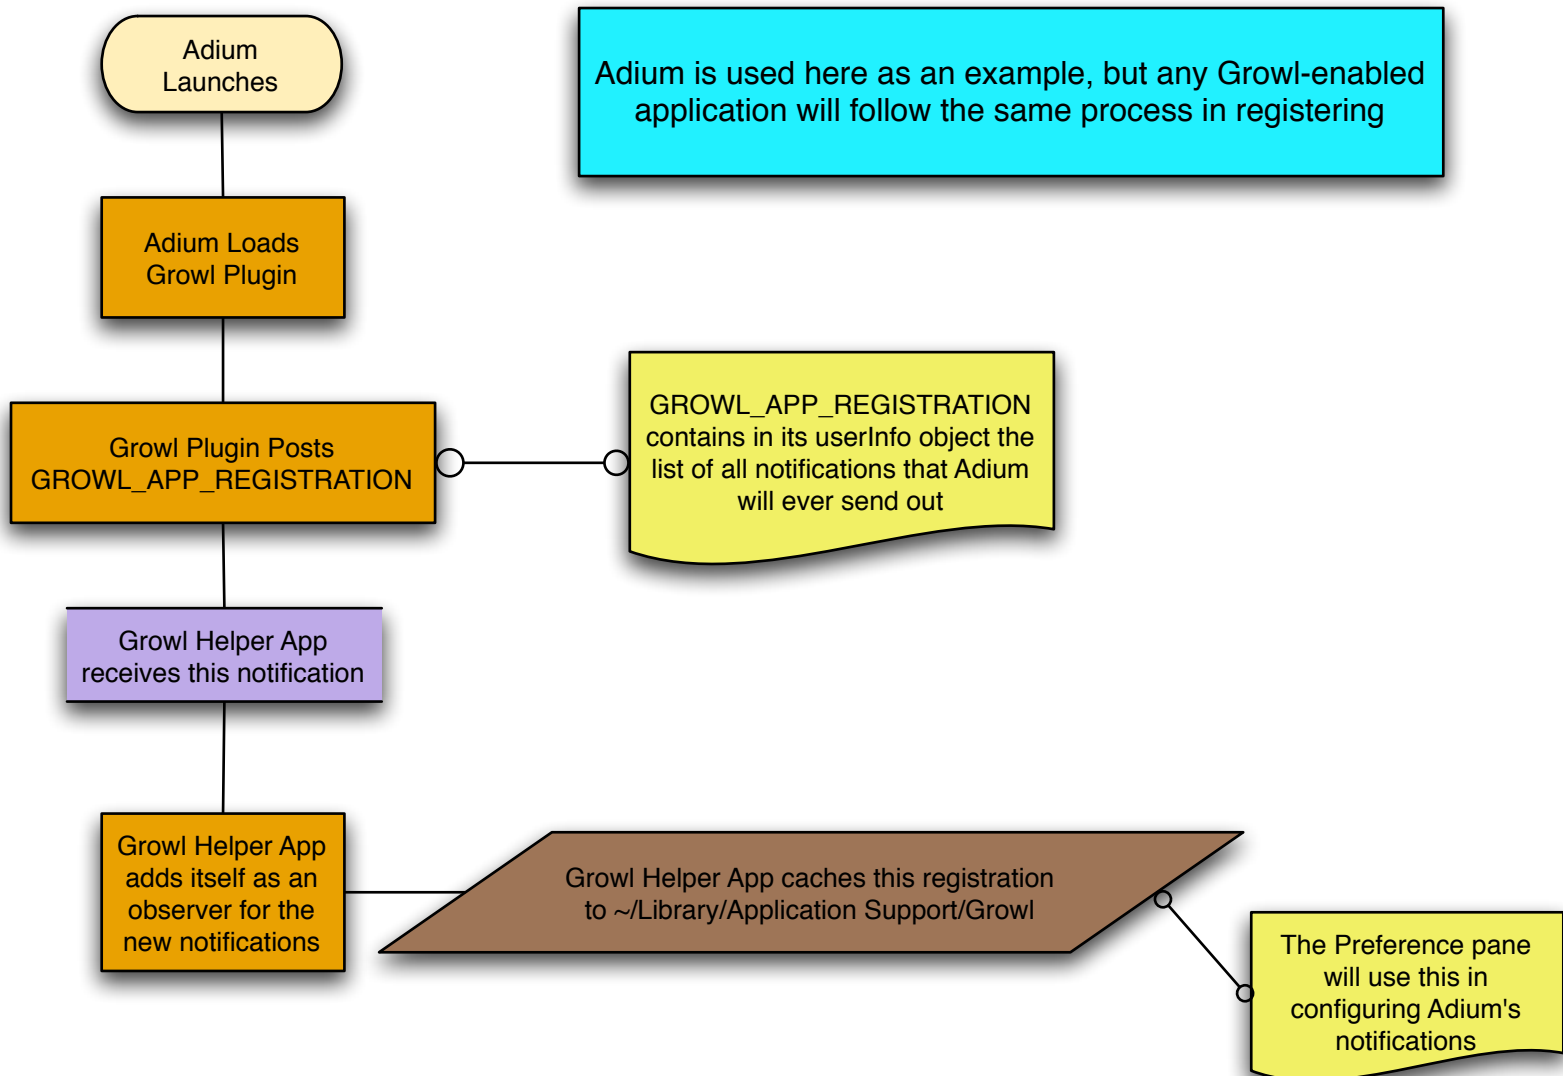 Adium
Launches
Adium is used here as an example, but any Growl-enabled
application will follow the same process in registering
Adium Loads
Growl Plugin
Growl Plugin Posts
GROWL_APP_REGISTRATION
GROWL_APP_REGISTRATION
contains in its userInfo object the
list of all notifications that Adium
will ever send out
Growl Helper App
receives this notification
Growl Helper App
adds itself as an
observer for the
new notifications
Growl Helper App caches this registration
to ~/Library/Application Support/Growl
The Preference pane
will use this in
configuring Adium's
notifications